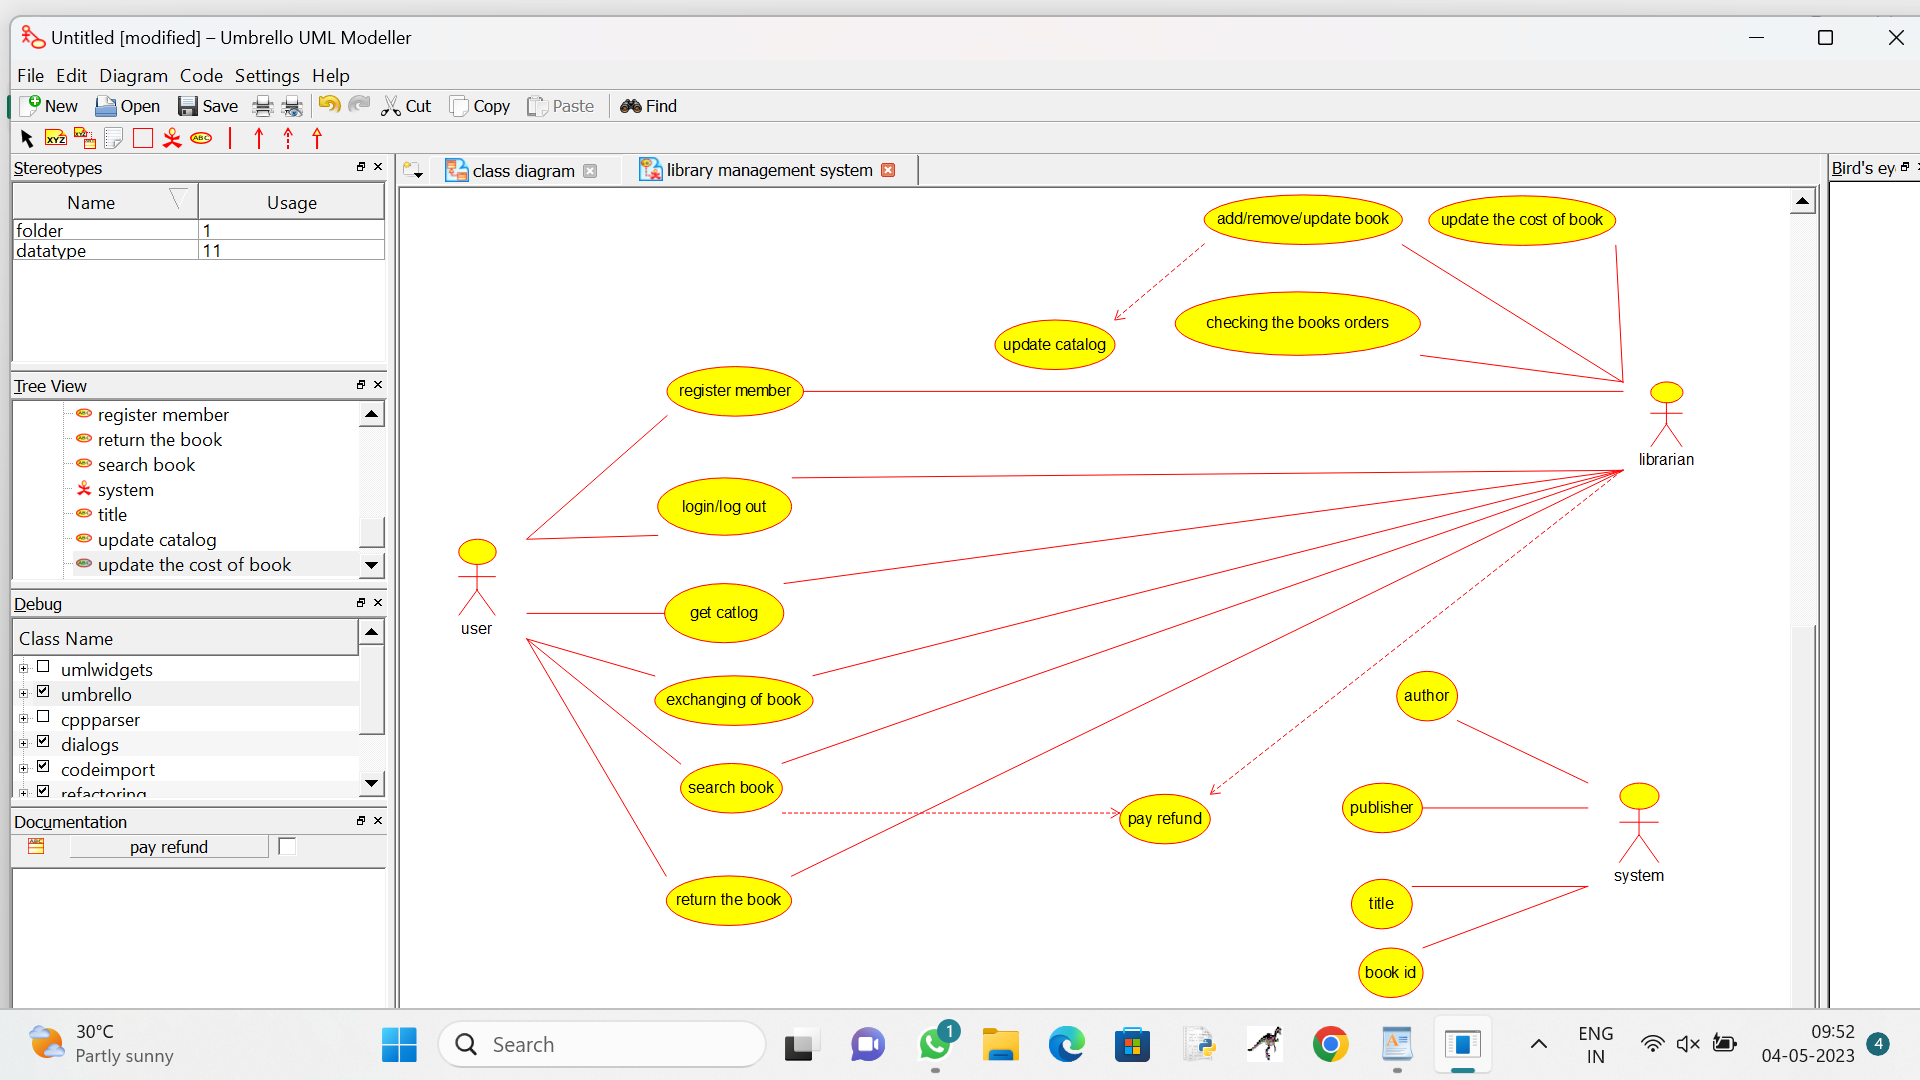 Untitled [modified] – Umbrello UML Modeller
File Edit Diagram Code Settings Help
New Open Save Cut Copy Paste Find
XYZ XYZ ABC
Stereotypes
Name Usage
folder 1
datatype 11
Tree View
register member
return the book
search book
system
title
update catalog
update the cost of book
Debug
Class Name
umlwidgets
umbrello
cppparser
dialogs
codeimport
refactoring
Documentation
pay refund
class diagram
library management system
Bird's ey
add/remove/update book
update the cost of book
checking the books orders
update catalog
register member
librarian
login/log out
user
get catlog
exchanging of book
author
search book
publisher
pay refund
system
return the book
title
book id
30°C
Partly sunny
Search
1
ENG
IN
09:52
04-05-2023
4